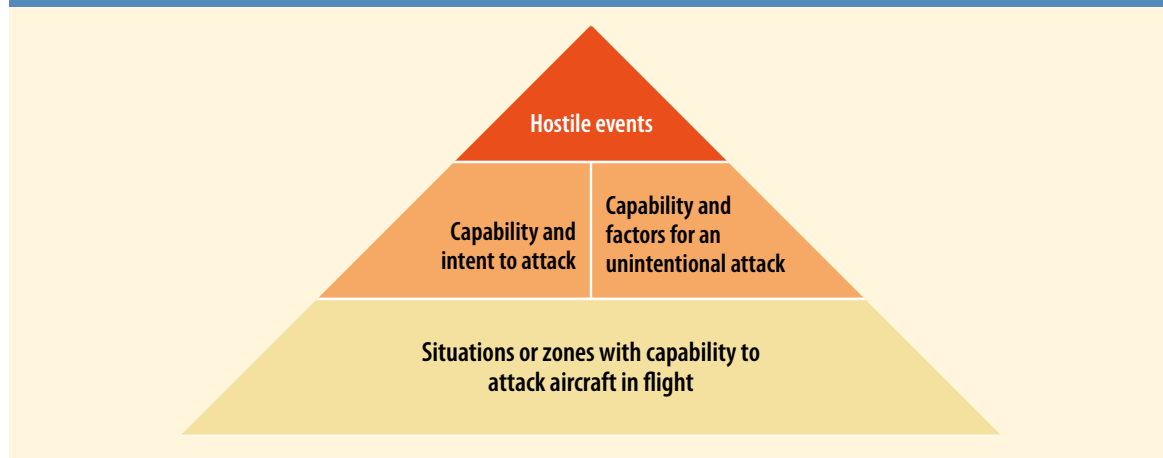 Hostile events
Capability and
intent to attack
Capability and
factors for an
unintentional attack
Situations or zones with capability to
attack aircraft in flight